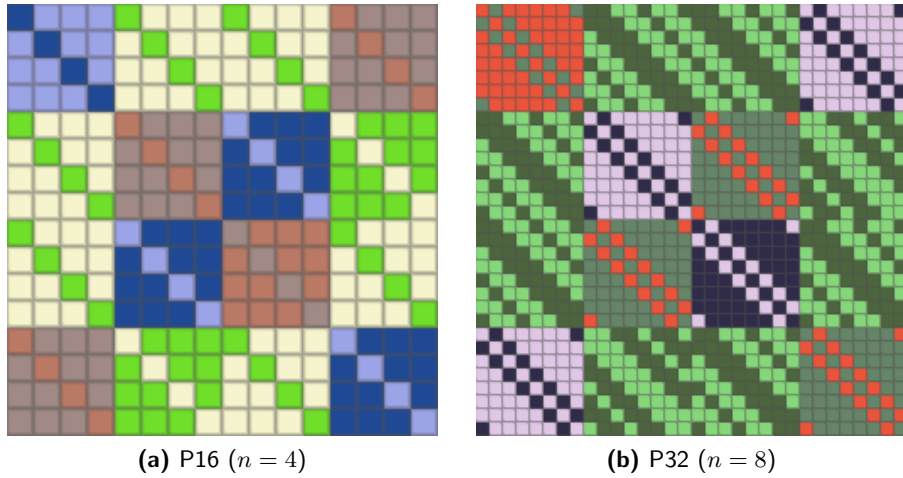 (a) P16 (n = 4)
(b) P32 (n = 8)